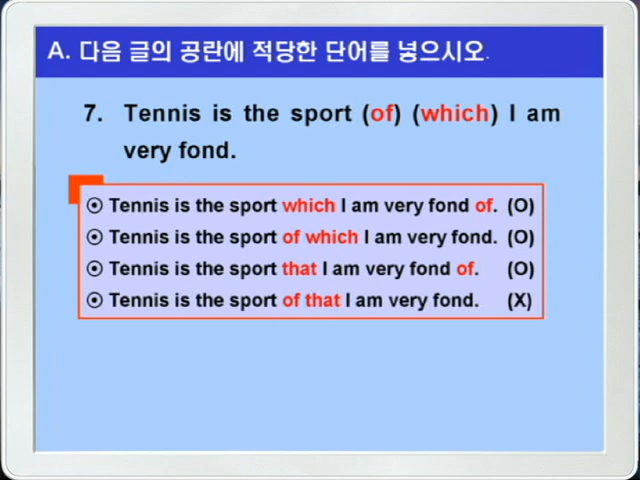 A. 다음 글의 공란에 적당한 단어를 넣으시오.
7. Tennis is the sport (of) (which) I am
very fond.
⊙ Tennis is the sport which I am very fond of. (O)
⊙ Tennis is the sport of which I am very fond. (O)
⊙ Tennis is the sport that I am very fond of. (O)
⊙ Tennis is the sport of that I am very fond. (X)